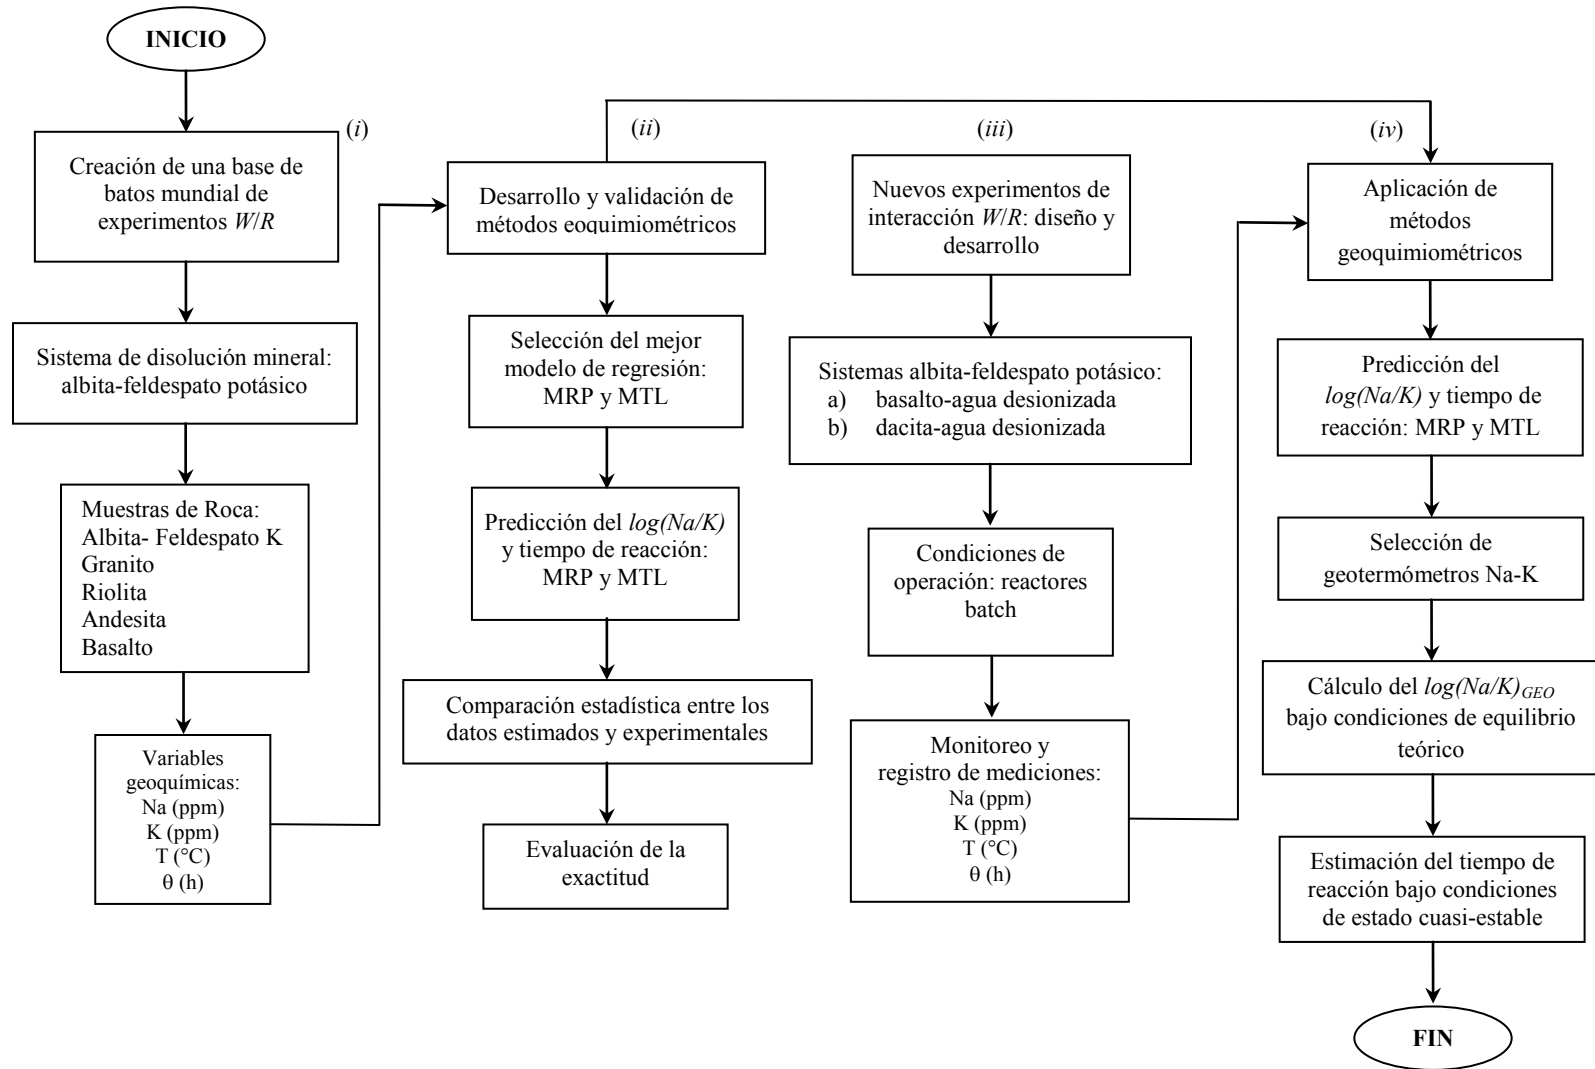 INICIO
(i)
Creación de una base de
batos mundial de
experimentos W/R
Sistema de disolución mineral:
albita-feldespato potásico
Muestras de Roca:
Albita- Feldespato K
Granito
Riolita
Andesita
Basalto
Variables
geoquímicas:
Na (ppm)
K (ppm)
T (°C)
θ (h)
(ii)
Desarrollo y validación de
métodos eoquimiométricos
Selección del mejor
modelo de regresión:
MRP y MTL
Predicción del log(Na/K)
y tiempo de reacción:
MRP y MTL
Comparación estadística entre los
datos estimados y experimentales
Evaluación de la
exactitud
(iii)
Nuevos experimentos de
interacción W/R: diseño y
desarrollo
Sistemas albita-feldespato potásico:
a) basalto-agua desionizada
b) dacita-agua desionizada
Condiciones de
operación: reactores
batch
Monitoreo y
registro de mediciones:
Na (ppm)
K (ppm)
T (°C)
θ (h)
(iv)
Aplicación de
métodos
geoquimiométricos
Predicción del
log(Na/K) y tiempo de
reacción: MRP y MTL
Selección de
geotermómetros Na-K
Cálculo del log(Na/K)GEO
bajo condiciones de equilibrio
teórico
Estimación del tiempo de
reacción bajo condiciones
de estado cuasi-estable
FIN